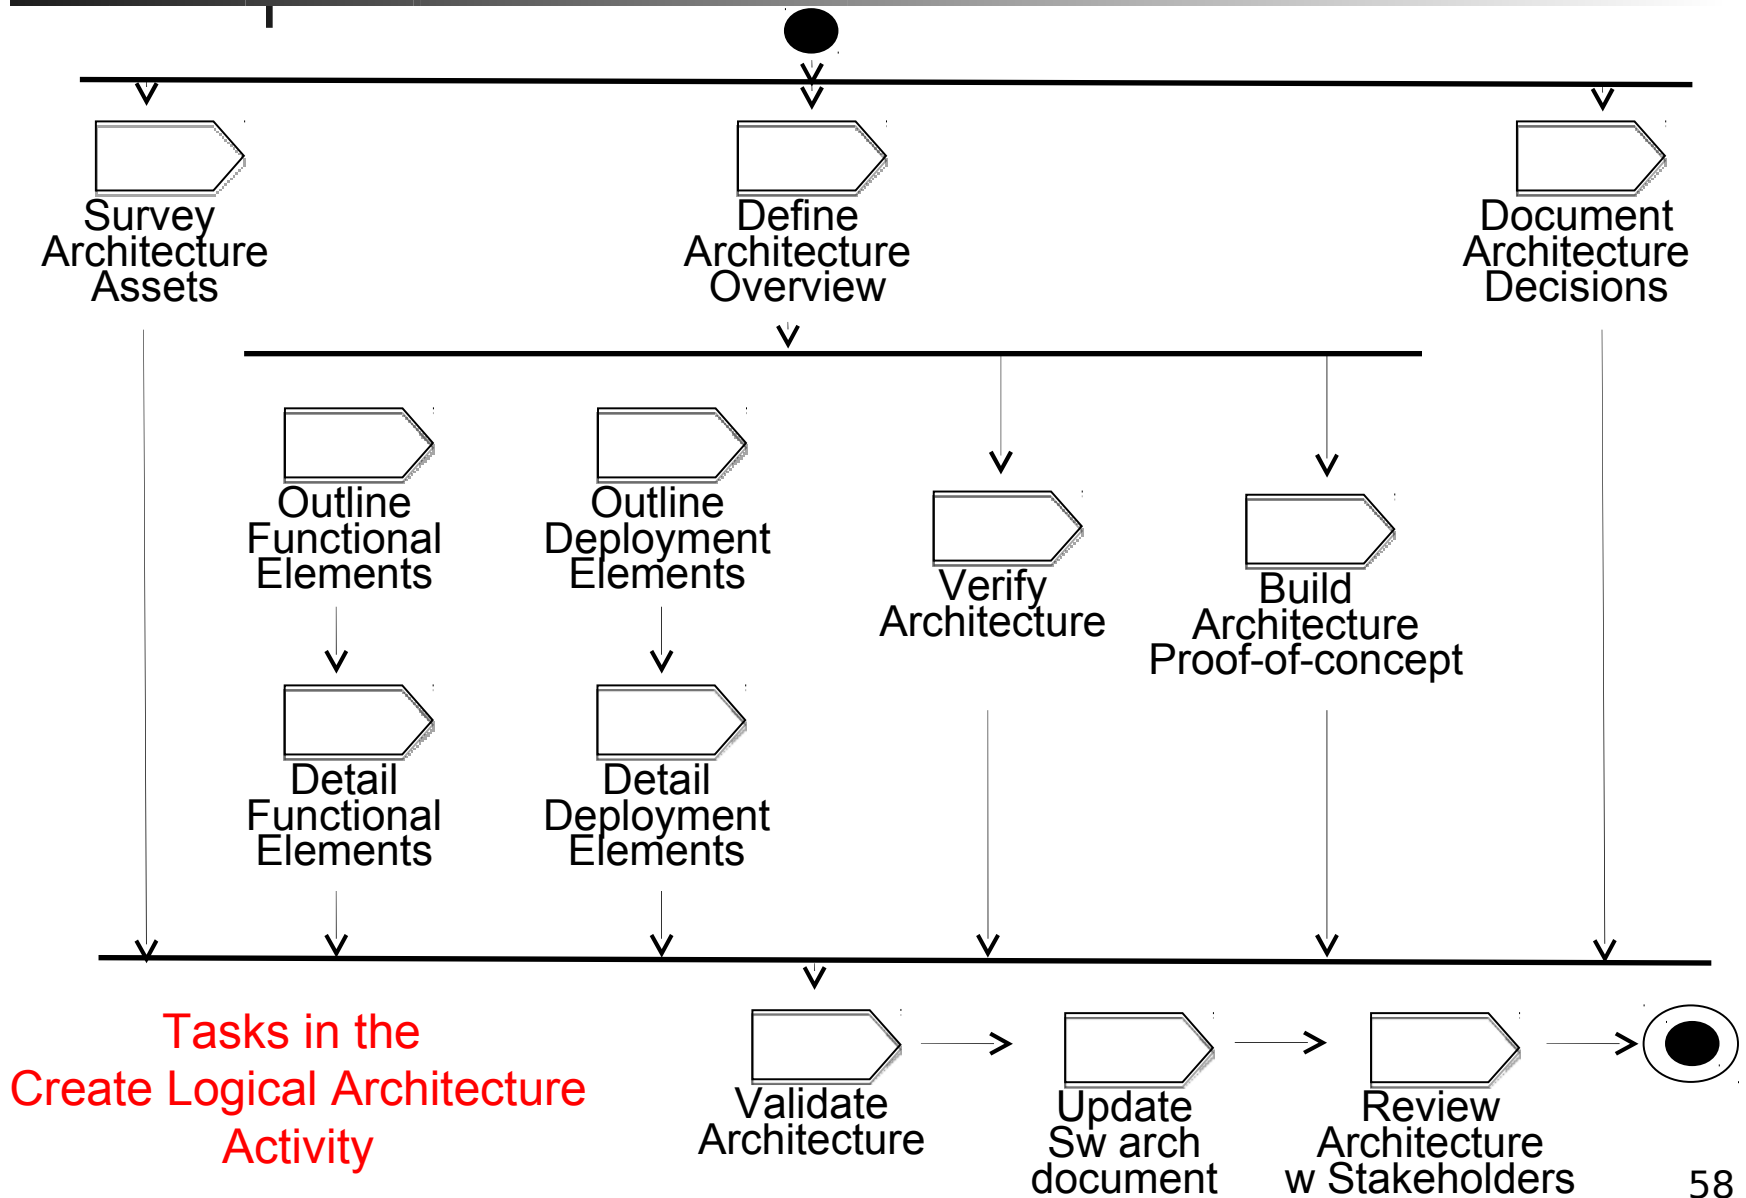 Survey
Architecture
Assets
Define
Architecture
Overview
Document
Architecture
Decisions
Outline
Functional
Elements
Outline
Deployment
Elements
Verify
Architecture
Build
Architecture
Proof-of-concept
Detail
Functional
Elements
Detail
Deployment
Elements
Tasks in the
Create Logical Architecture
Activity
Validate
Architecture
Update
Sw arch
document
Review
Architecture
w Stakeholders
58